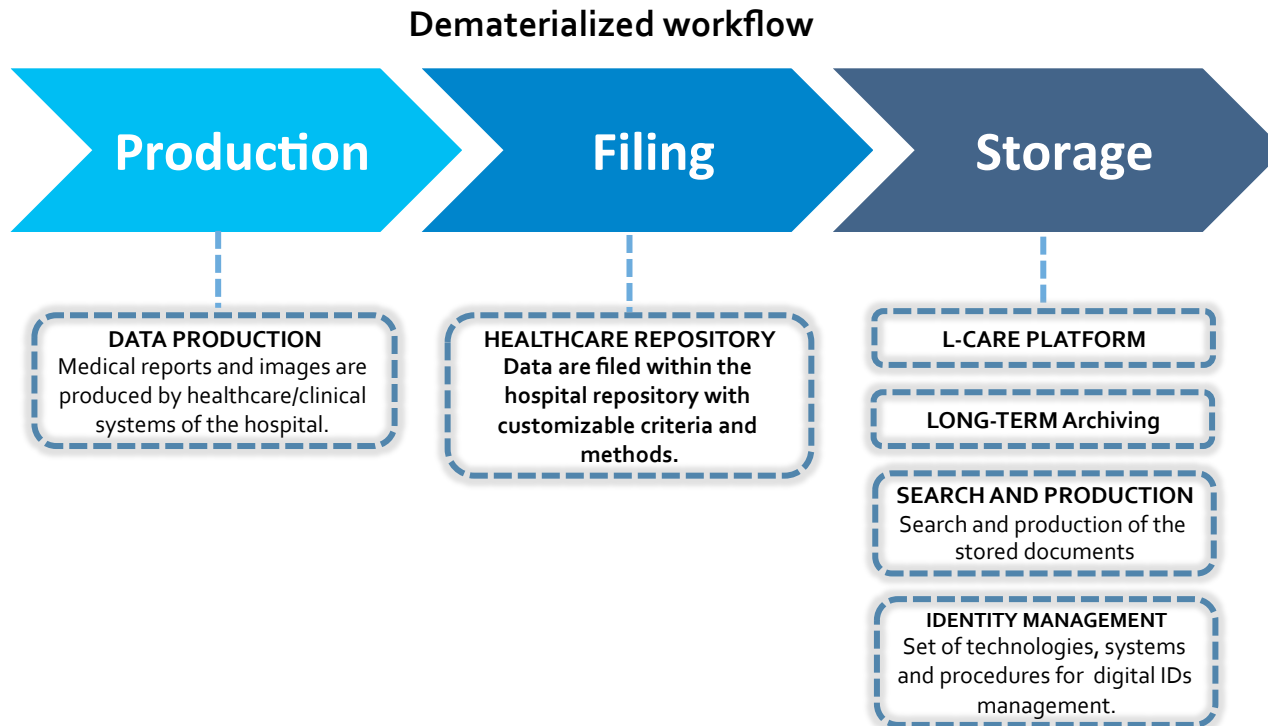 Dematerialized workflow
Production
Filing
Storage
DATA PRODUCTION
Medical reports and images are
produced by healthcare/clinical
systems of the hospital.
HEALTHCARE REPOSITORY
Data are filed within the
hospital repository with
customizable criteria and
methods.
L-CARE PLATFORM
LONG-TERM Archiving
SEARCH AND PRODUCTION
Search and production of the
stored documents
IDENTITY MANAGEMENT
Set of technologies, systems
and procedures for digital IDs
management.